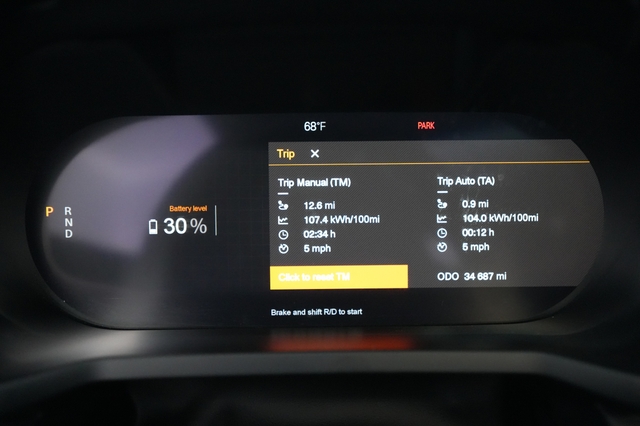 68°F
PARK
Trip ✕
Trip Manual (TM)
12.6 mi
107.4 kWh/100mi
02:34 h
5 mph
Click to reset TM
Trip Auto (TA)
0.9 mi
104.0 kWh/100mi
00:12 h
5 mph
ODO 34 687 mi
P R
N
D
Battery level
30 %
Brake and shift R/D to start